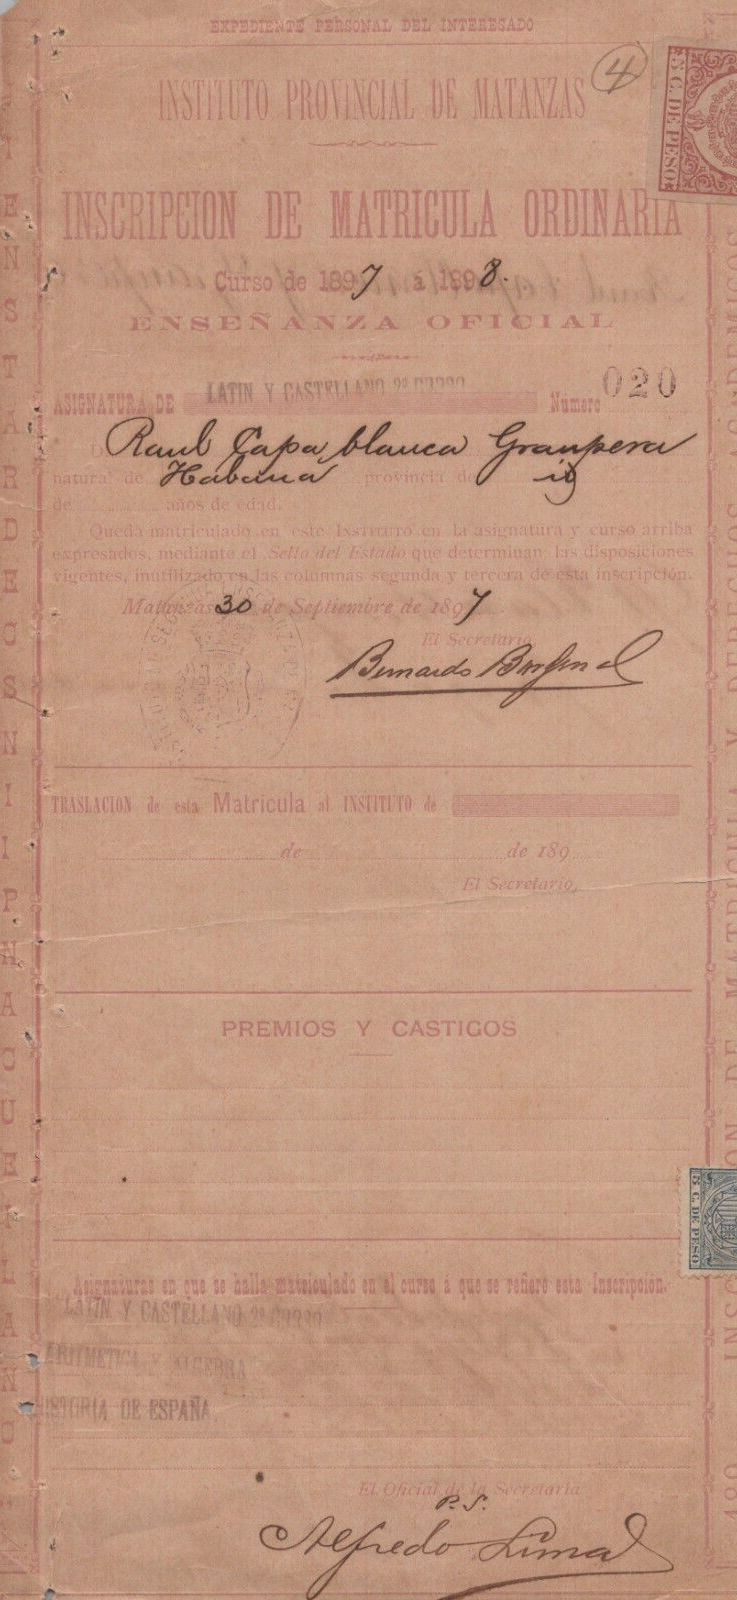 EXPEDIENTE PERSONAL DEL INTERESADO
4
INSTITUTO PROVINCIAL DE MATANZAS
5 C. DE PESO
INSCRIPCION DE MATRICULA ORDINARIA
Curso de 1897 á 1898.
ENSEÑANZA OFICIAL
ASIGNATURA DE LATIN Y CASTELLANO 2º CURSO Número 020
D. Raul Capablanca Graupera
natural de Habana provincia de id
de años de edad.
Queda matriculado en este INSTITUTO en la asignatura y curso arriba
expresados, mediante el Sello del Estado que determinan las disposiciones
vigentes, inutilizado en las columnas segunda y tercera de esta inscripción.
Matanzas 30 de Septiembre de 1897
El Secretario,
Bernardo
TRASLACION de esta Matricula al INSTITUTO de
de de 189
El Secretario,
PREMIOS Y CASTIGOS
5 C. DE PESO
Asignaturas en que se halla matriculado en el curso á que se refiere esta Inscripción.
LATIN Y CASTELLANO 2º CURSO
ARITMETICA Y ALGEBRA
HISTORIA DE ESPAÑA
El Oficial de la Secretaria
P. S.
Alfredo